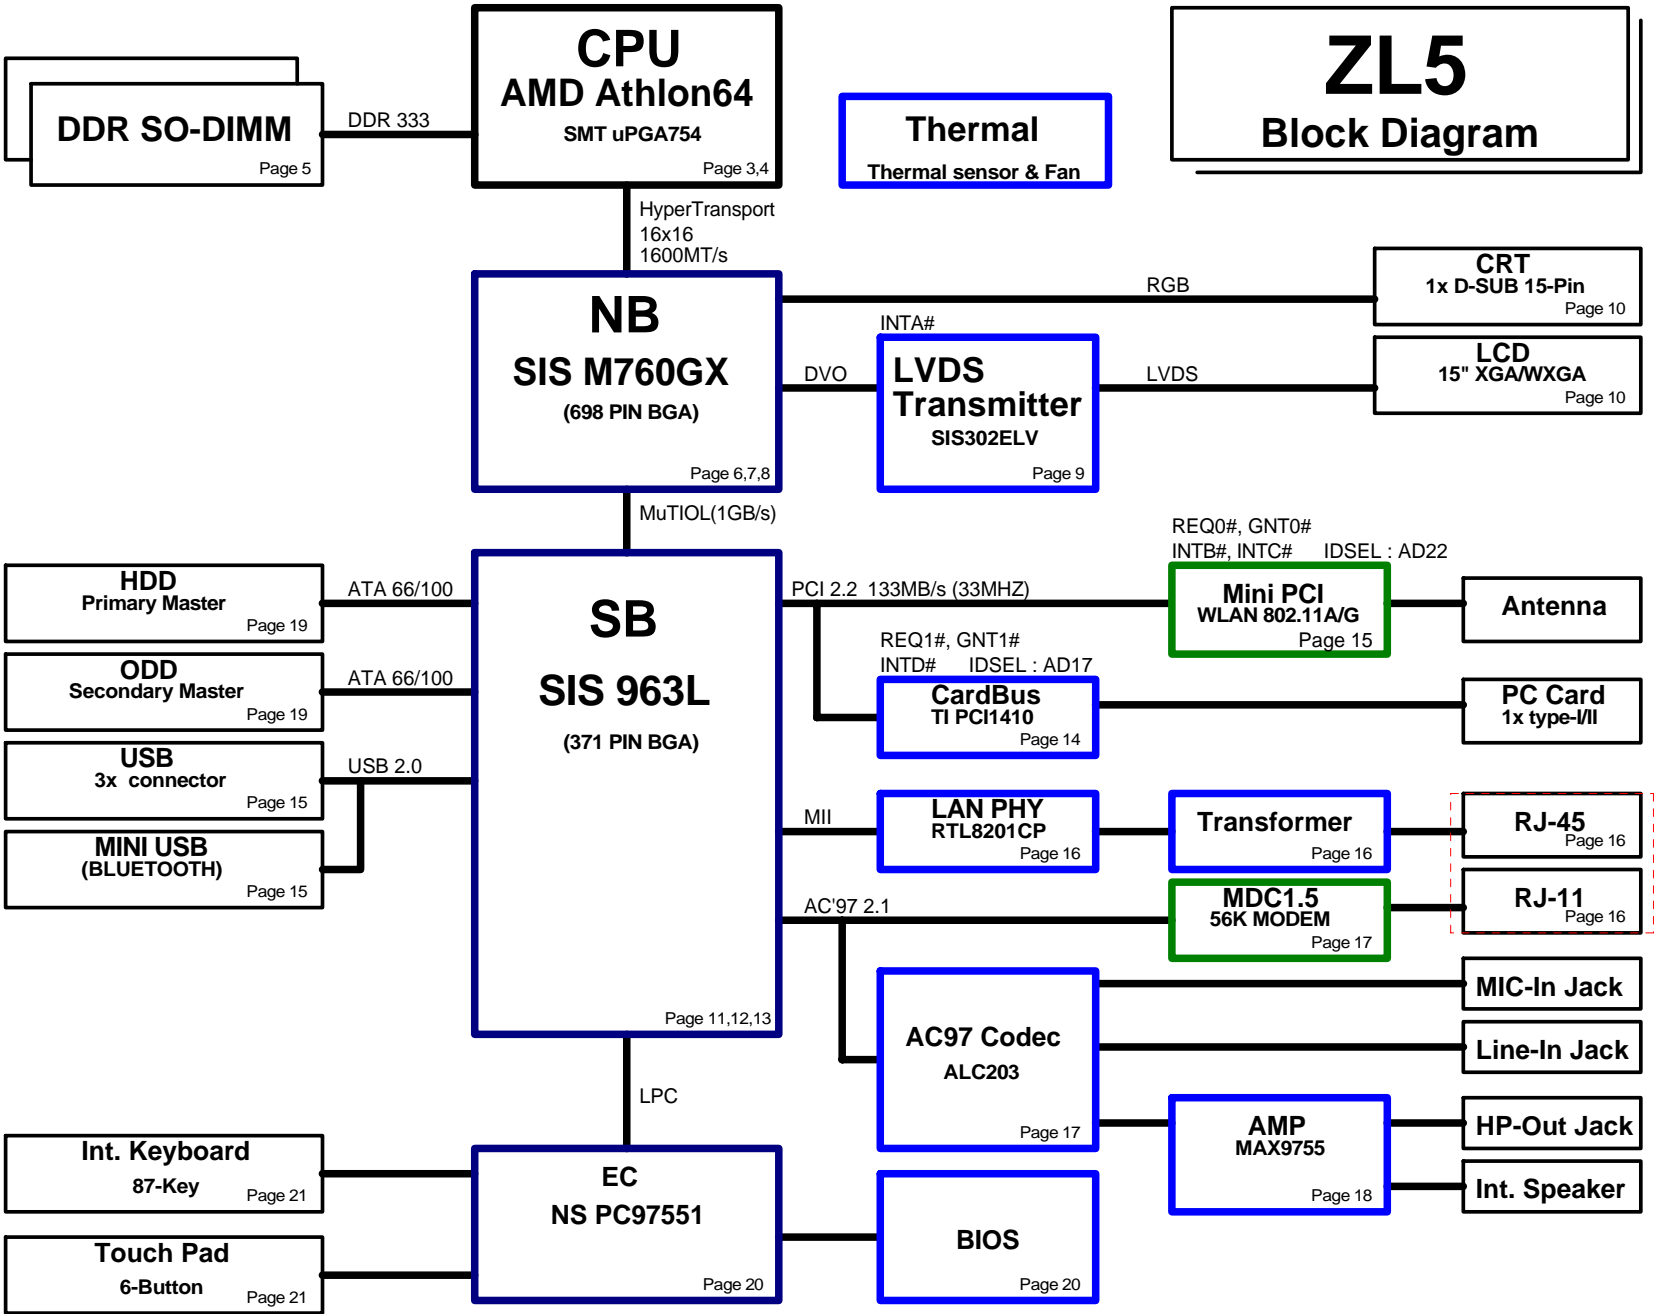 CPU
AMD Athlon64
SMT uPGA754
Page 3,4
ZL5
Block Diagram
DDR SO-DIMM
Page 5
DDR 333
Thermal
Thermal sensor & Fan
HyperTransport
16x16
1600MT/s
NB
SIS M760GX
(698 PIN BGA)
Page 6,7,8
RGB
CRT
1x D-SUB 15-Pin
Page 10
INTA#
DVO
LVDS
Transmitter
SIS302ELV
Page 9
LVDS
LCD
15" XGA/WXGA
Page 10
MuTIOL(1GB/s)
HDD
Primary Master
Page 19
ATA 66/100
ODD
Secondary Master
Page 19
ATA 66/100
USB
3x connector
Page 15
USB 2.0
MINI USB
(BLUETOOTH)
Page 15
SB
SIS 963L
(371 PIN BGA)
Page 11,12,13
PCI 2.2 133MB/s (33MHZ)
REQ0#, GNT0#
INTB#, INTC# IDSEL : AD22
Mini PCI
WLAN 802.11A/G
Page 15
Antenna
REQ1#, GNT1#
INTD# IDSEL : AD17
CardBus
TI PCI1410
Page 14
PC Card
1x type-I/II
MII
LAN PHY
RTL8201CP
Page 16
Transformer
Page 16
RJ-45
Page 16
AC'97 2.1
MDC1.5
56K MODEM
Page 17
RJ-11
Page 16
AC97 Codec
ALC203
Page 17
MIC-In Jack
Line-In Jack
AMP
MAX9755
Page 18
HP-Out Jack
Int. Speaker
LPC
Int. Keyboard
87-Key
Page 21
Touch Pad
6-Button
Page 21
EC
NS PC97551
Page 20
BIOS
Page 20